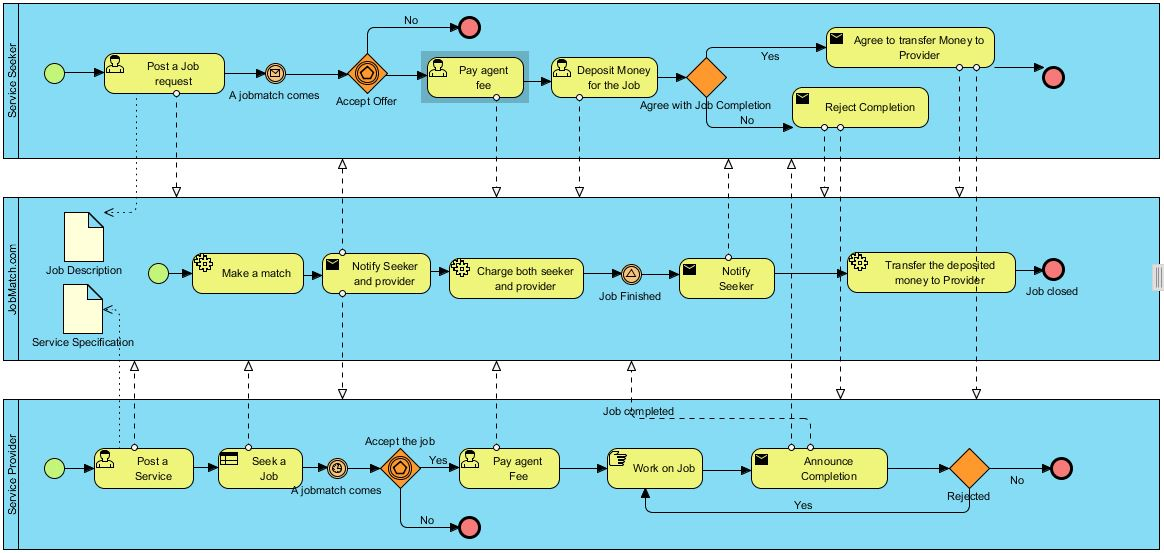 Service Seeker
Post a Job
request
A jobmatch comes
No
Accept Offer
Pay agent
fee
Deposit Money
for the Job
Agree with Job Completion
Yes
No
Agree to transfer Money to
Provider
Reject Completion
JobMatch.com
Job Description
Service Specification
Make a match
Notify Seeker
and provider
Charge both seeker
and provider
Job Finished
Notify
Seeker
Transfer the deposited
money to Provider
Job closed
Service Provider
Post a
Service
Seek a
Job
A jobmatch comes
Accept the job
Yes
No
Pay agent
Fee
Job completed
Work on Job
Announce
Completion
Rejected
No
Yes